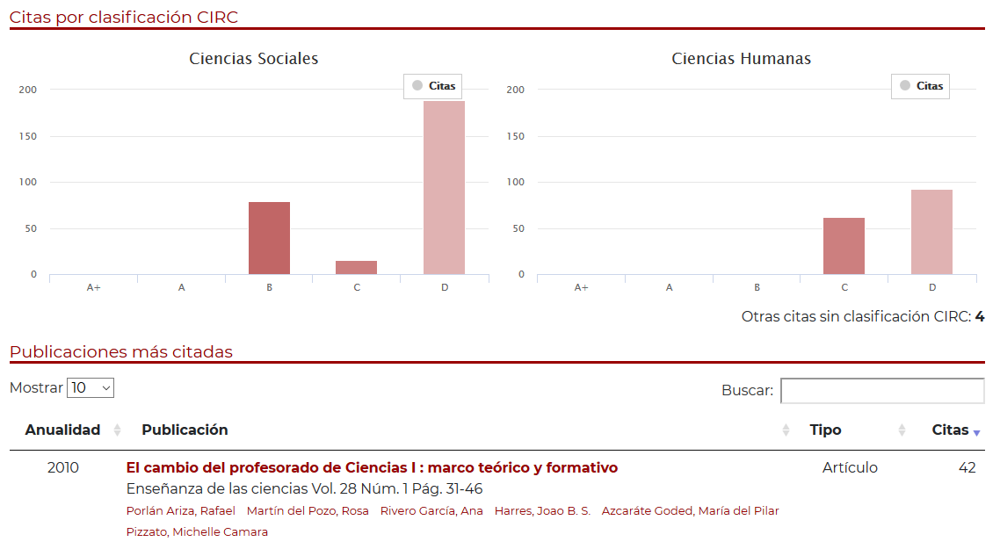 Citas por clasificación CIRC
Ciencias Sociales
Citas
200
150
100
50
0
A+ A B C D
Ciencias Humanas
Citas
200
150
100
50
0
A+ A B C D
Otras citas sin clasificación CIRC: 4
Publicaciones más citadas
Mostrar 10
Buscar:
Anualidad Publicación Tipo Citas
2010 El cambio del profesorado de Ciencias I : marco teórico y formativo Artículo 42
Enseñanza de las ciencias Vol. 28 Núm. 1 Pág. 31-46
Porlán Ariza, Rafael Martín del Pozo, Rosa Rivero García, Ana Harres, Joao B. S. Azcaráte Goded, María del Pilar
Pizzato, Michelle Camara